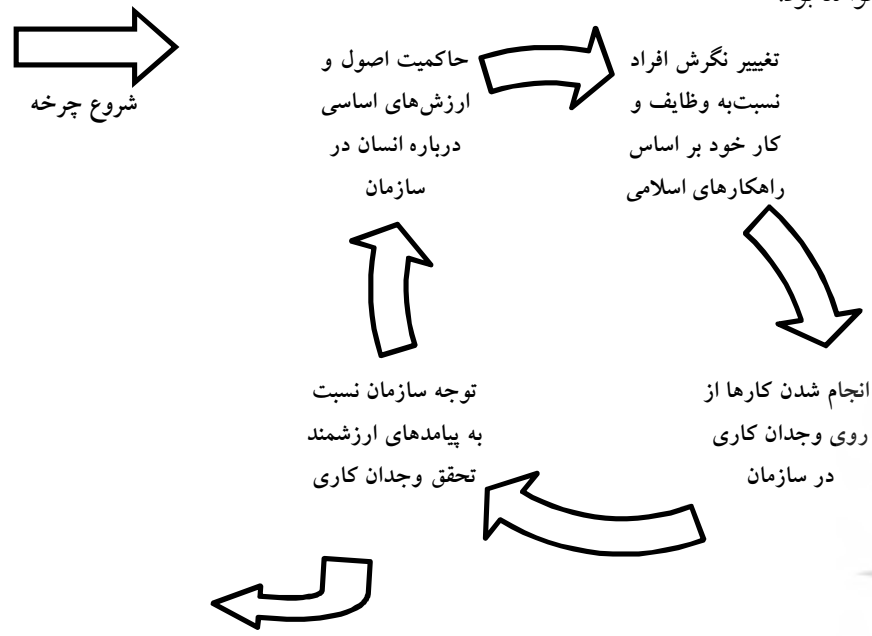 شروع چرخه
حاکمیت اصول و
ارزش‌های اساسی
درباره انسان در
سازمان
تغییر نگرش افراد
نسبت‌به وظایف و
کار خود بر اساس
راهکارهای اسلامی
انجام شدن کارها از
روی وجدان کاری
در سازمان
توجه سازمان نسبت
به پیامدهای ارزشمند
تحقق وجدان کاری